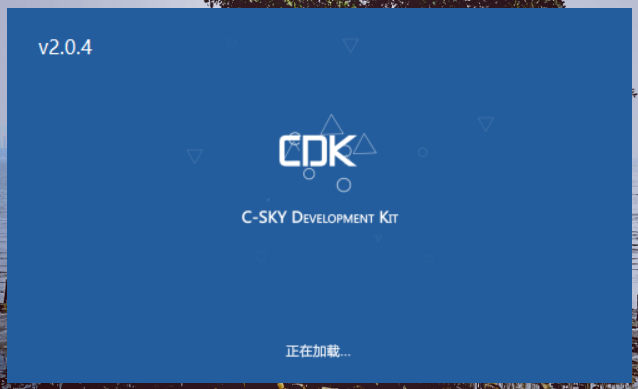 v2.0.4
CDK
C-SKY Development Kit
正在加载...